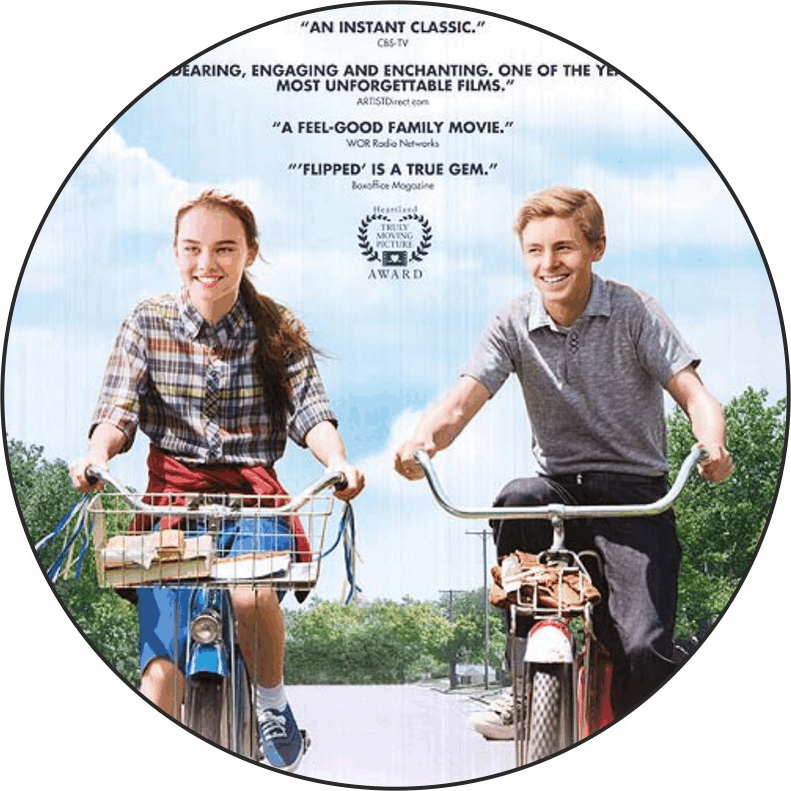 “AN INSTANT CLASSIC.”
CBS-TV
DEARING, ENGAGING AND ENCHANTING. ONE OF THE YEA
MOST UNFORGETTABLE FILMS.”
ARTISTDirect.com
“A FEEL-GOOD FAMILY MOVIE.”
WOR Radio Networks
“‘FLIPPED’ IS A TRUE GEM.”
Boxoffice Magazine
Heartland
TRULY
MOVING
PICTURE
AWARD